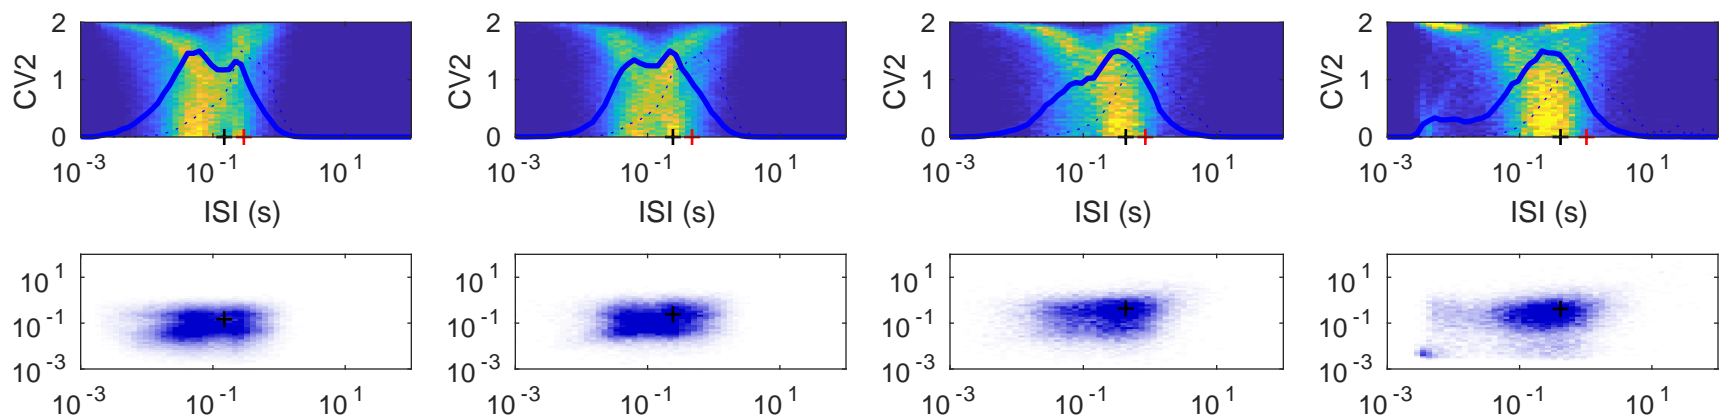 2 2 2 2
CV2 CV2 CV2 CV2
1 1 1 1
0 0 0 0
10^-3 10^-1 10^1 10^-3 10^-1 10^1 10^-3 10^-1 10^1 10^-3 10^-1 10^1
ISI (s) ISI (s) ISI (s) ISI (s)
10^1 10^1 10^1 10^1
10^-1 10^-1 10^-1 10^-1
10^-3 10^-3 10^-3 10^-3
10^-3 10^-1 10^1 10^-3 10^-1 10^1 10^-3 10^-1 10^1 10^-3 10^-1 10^1